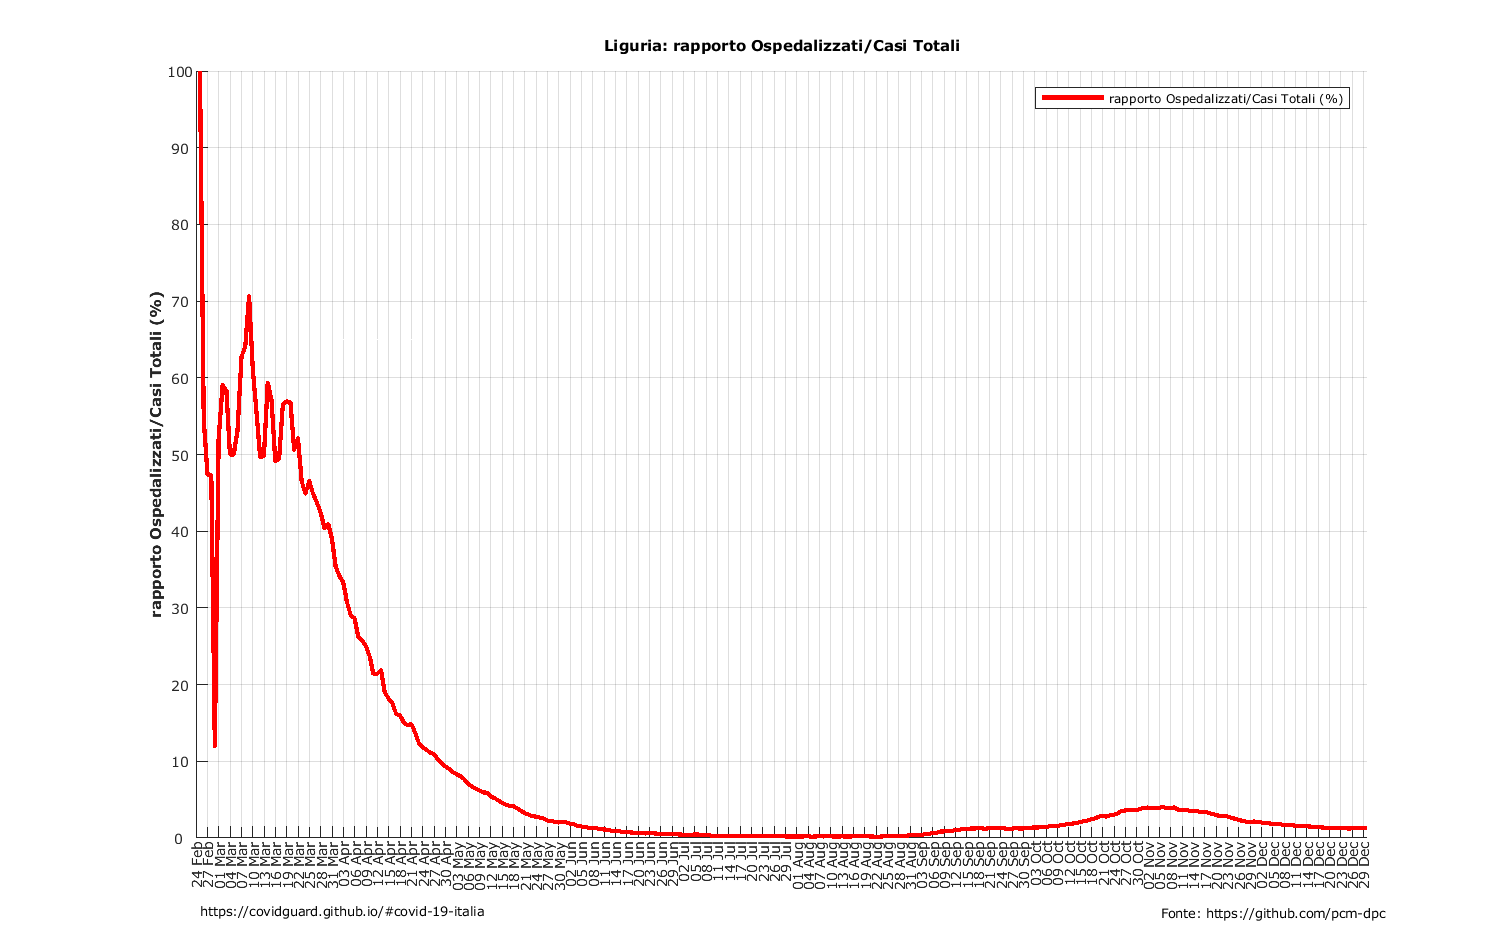 Liguria: rapporto Ospedalizzati/Casi Totali
rapporto Ospedalizzati/Casi Totali (%)
rapporto Ospedalizzati/Casi Totali (%)
100
90
80
70
60
50
40
30
20
10
0
24 Feb
27 Feb
01 Mar
04 Mar
07 Mar
10 Mar
13 Mar
16 Mar
19 Mar
22 Mar
25 Mar
28 Mar
31 Mar
03 Apr
06 Apr
09 Apr
12 Apr
15 Apr
18 Apr
21 Apr
24 Apr
27 Apr
30 Apr
03 May
06 May
09 May
12 May
15 May
18 May
21 May
24 May
27 May
30 May
02 Jun
05 Jun
08 Jun
11 Jun
14 Jun
17 Jun
20 Jun
23 Jun
26 Jun
29 Jun
02 Jul
05 Jul
08 Jul
11 Jul
14 Jul
17 Jul
20 Jul
23 Jul
26 Jul
29 Jul
01 Aug
04 Aug
07 Aug
10 Aug
13 Aug
16 Aug
19 Aug
22 Aug
25 Aug
28 Aug
31 Aug
03 Sep
06 Sep
09 Sep
12 Sep
15 Sep
18 Sep
21 Sep
24 Sep
27 Sep
30 Sep
03 Oct
06 Oct
09 Oct
12 Oct
15 Oct
18 Oct
21 Oct
24 Oct
27 Oct
30 Oct
02 Nov
05 Nov
08 Nov
11 Nov
14 Nov
17 Nov
20 Nov
23 Nov
26 Nov
29 Nov
02 Dec
05 Dec
08 Dec
11 Dec
14 Dec
17 Dec
20 Dec
23 Dec
26 Dec
29 Dec
https://covidguard.github.io/#covid-19-italia
Fonte: https://github.com/pcm-dpc